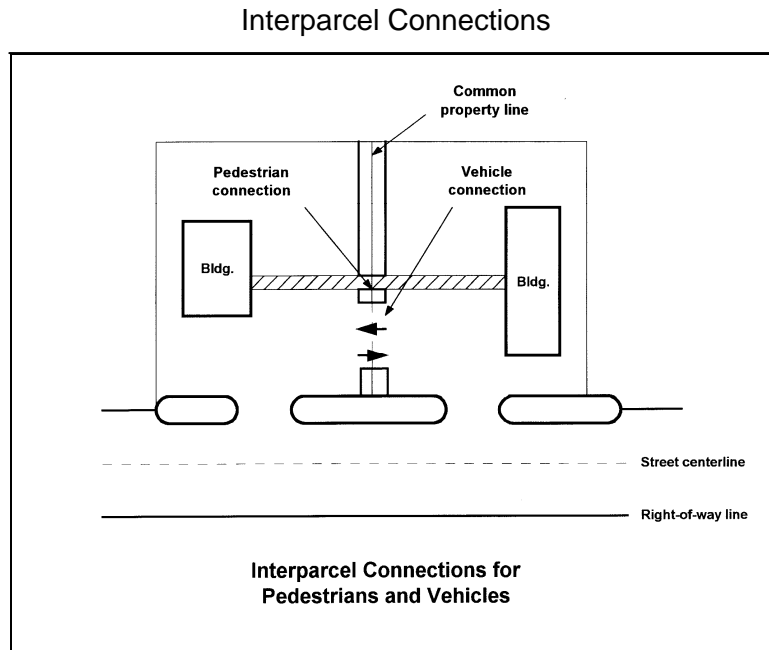 Interparcel Connections
Common
property line
Pedestrian
connection
Vehicle
connection
Bldg.
Bldg.
Street centerline
Right-of-way line
Interparcel Connections for
Pedestrians and Vehicles